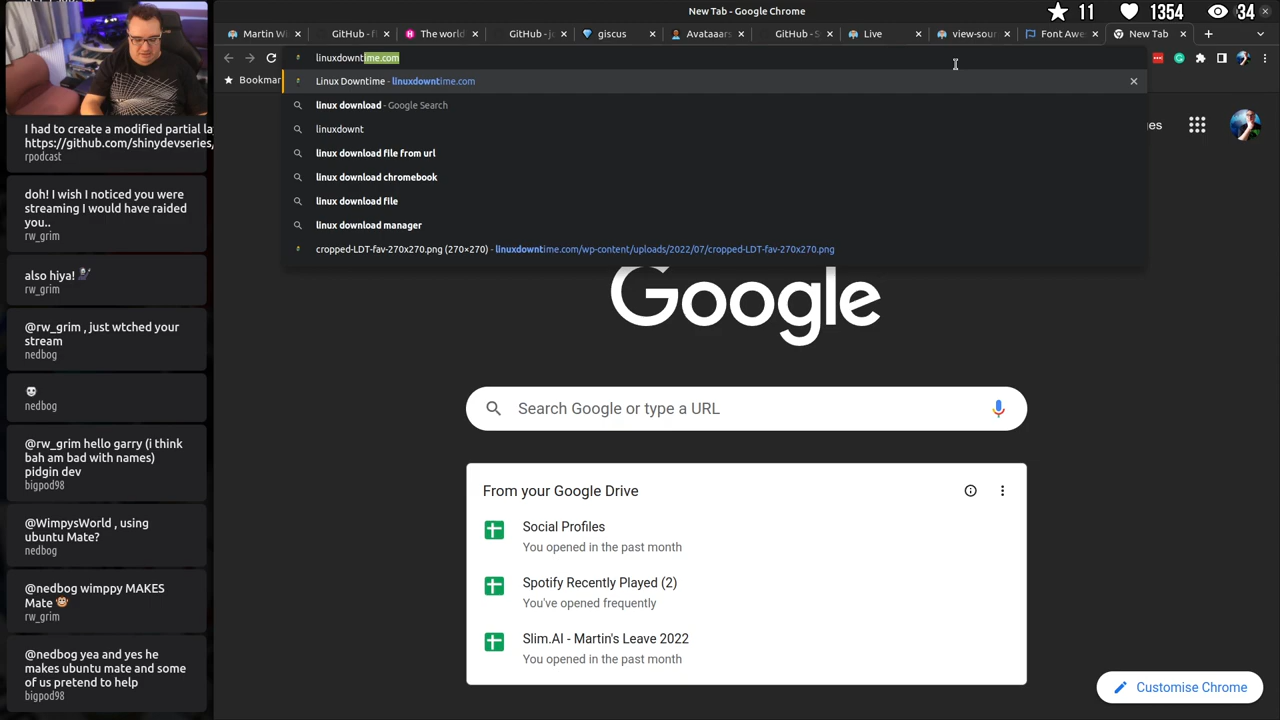 New Tab - Google Chrome
11
1354
34
Martin Wi
GitHub - fl
The world
GitHub - jo
giscus
Avataaars
GitHub - S
Live
view-sour
Font Awes
New Tab
linuxdowntime.com
Bookmar
Linux Downtime - linuxdowntime.com
linux download - Google Search
linuxdownt
linux download file from url
linux download chromebook
linux download file
linux download manager
cropped-LDT-fav-270x270.png (270×270) - linuxdowntime.com/wp-content/uploads/2022/07/cropped-LDT-fav-270x270.png
es
Google
Search Google or type a URL
From your Google Drive
Social Profiles
You opened in the past month
Spotify Recently Played (2)
You've opened frequently
Slim.AI - Martin's Leave 2022
You opened in the past month
Customise Chrome
I had to create a modified partial la
https://github.com/shinydevseries/
rpodcast
doh! I wish I noticed you were
streaming I would have raided
you..
rw_grim
also hiya!
rw_grim
@rw_grim , just wtched your
stream
nedbog
nedbog
@rw_grim hello garry (i think
bah am bad with names)
pidgin dev
bigpod98
@WimpysWorld , using
ubuntu Mate?
nedbog
@nedbog wimppy MAKES
Mate
rw_grim
@nedbog yea and yes he
makes ubuntu mate and some
of us pretend to help
bigpod98